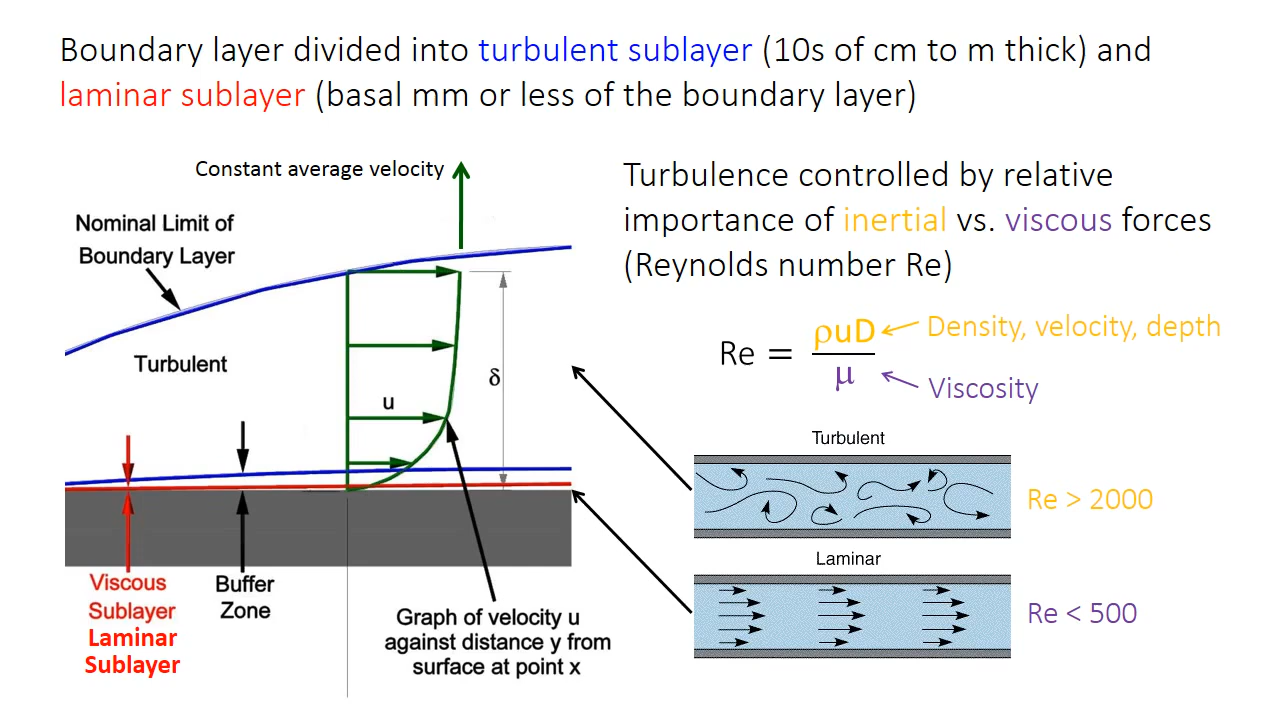 Boundary layer divided into turbulent sublayer (10s of cm to m thick) and
laminar sublayer (basal mm or less of the boundary layer)
Constant average velocity
Nominal Limit of
Boundary Layer
Turbulent
u
δ
Viscous
Sublayer
Laminar
Sublayer
Buffer
Zone
Graph of velocity u
against distance y from
surface at point x
Turbulence controlled by relative
importance of inertial vs. viscous forces
(Reynolds number Re)
Re = ρuD / μ
Density, velocity, depth
Viscosity
Turbulent
Re > 2000
Laminar
Re < 500